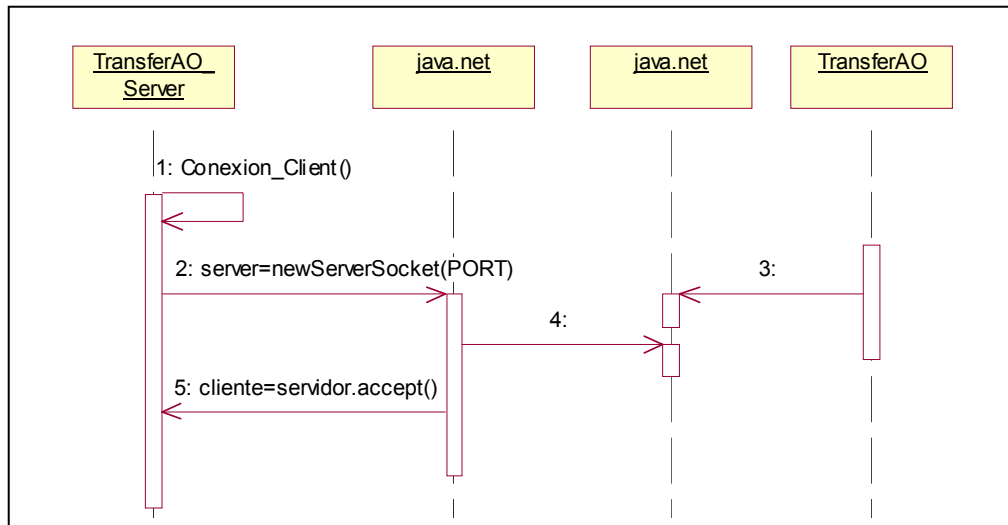 TransferAO_
Server
java.net
java.net
TransferAO
1: Conexion_Client()
2: server=newServerSocket(PORT)
3:
4:
5: cliente=servidor.accept()